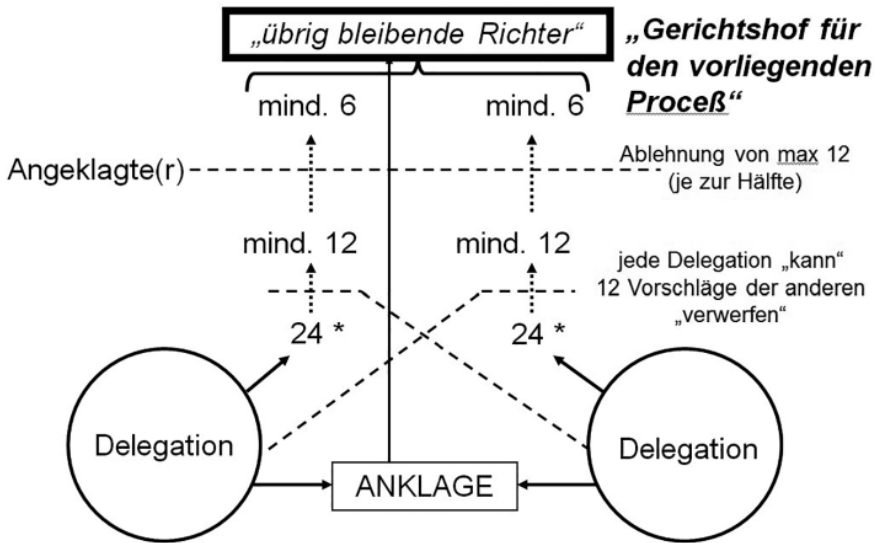 „übrig bleibende Richter“
„Gerichtshof für
den vorliegenden
Proceß“
mind. 6
mind. 6
Angeklagte(r)
Ablehnung von max 12
(je zur Hälfte)
mind. 12
mind. 12
jede Delegation „kann“
12 Vorschläge der anderen
„verwerfen“
24 *
24 *
Delegation
Delegation
ANKLAGE